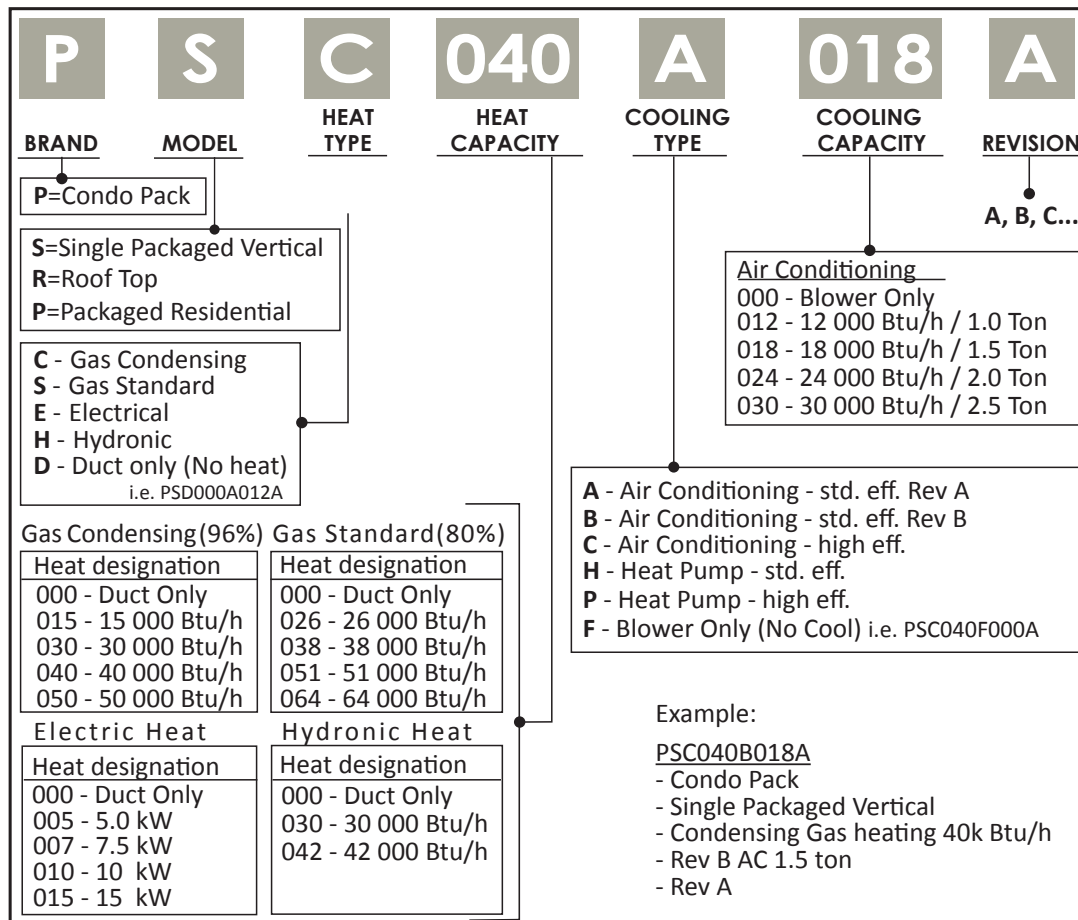 P S C 040 A 018 A
BRAND
MODEL
HEAT
TYPE
HEAT
CAPACITY
COOLING
TYPE
COOLING
CAPACITY
REVISION
P=Condo Pack
A, B, C...
S=Single Packaged Vertical
R=Roof Top
P=Packaged Residential
Air Conditioning
000 - Blower Only
012 - 12 000 Btu/h / 1.0 Ton
018 - 18 000 Btu/h / 1.5 Ton
024 - 24 000 Btu/h / 2.0 Ton
030 - 30 000 Btu/h / 2.5 Ton
C - Gas Condensing
S - Gas Standard
E - Electrical
H - Hydronic
D - Duct only (No heat)
i.e. PSD000A012A
A - Air Conditioning - std. eff. Rev A
B - Air Conditioning - std. eff. Rev B
C - Air Conditioning - high eff.
H - Heat Pump - std. eff.
P - Heat Pump - high eff.
F - Blower Only (No Cool) i.e. PSC040F000A
Gas Condensing(96%)
Heat designation
000 - Duct Only
015 - 15 000 Btu/h
030 - 30 000 Btu/h
040 - 40 000 Btu/h
050 - 50 000 Btu/h
Gas Standard(80%)
Heat designation
000 - Duct Only
026 - 26 000 Btu/h
038 - 38 000 Btu/h
051 - 51 000 Btu/h
064 - 64 000 Btu/h
Electric Heat
Heat designation
000 - Duct Only
005 - 5.0 kW
007 - 7.5 kW
010 - 10 kW
015 - 15 kW
Hydronic Heat
Heat designation
000 - Duct Only
030 - 30 000 Btu/h
042 - 42 000 Btu/h
Example:
PSC040B018A
- Condo Pack
- Single Packaged Vertical
- Condensing Gas heating 40k Btu/h
- Rev B AC 1.5 ton
- Rev A